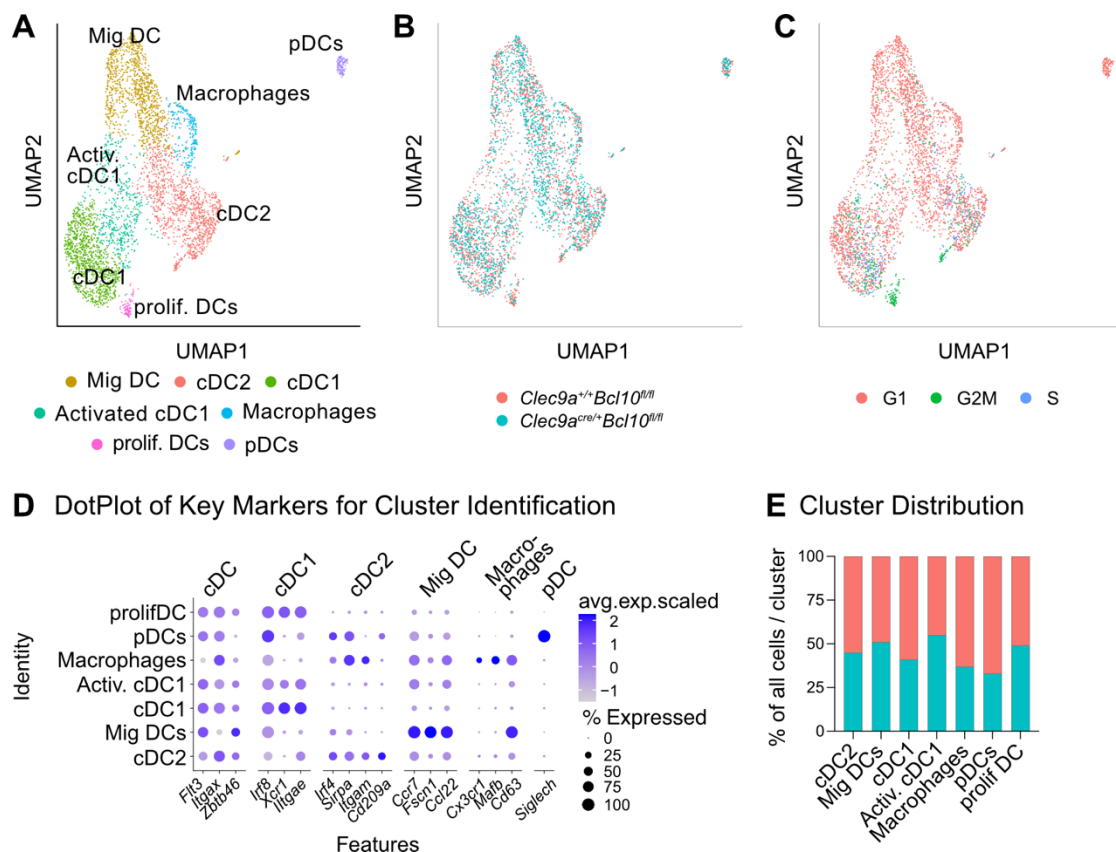 A
Mig DC
pDCs
Macrophages
Activ.
cDC1
cDC2
cDC1
prolif. DCs
UMAP2
UMAP1
Mig DC
cDC2
cDC1
Activated cDC1
Macrophages
prolif. DCs
pDCs
B
UMAP2
UMAP1
Clec9a+/+Bcl10fl/fl
Clec9acre/+Bcl10fl/fl
C
UMAP2
UMAP1
G1
G2M
S
D DotPlot of Key Markers for Cluster Identification
cDC
cDC1
cDC2
Mig DC
Macro-
phages
pDC
Identity
prolifDC
pDCs
Macrophages
Activ. cDC1
cDC1
Mig DCs
cDC2
Flt3
Itgax
Zbtb46
Irf8
Xcr1
Iltgae
Irf4
Sirpa
Itgam
Cd209a
Ccr7
Fscn1
Ccl22
Cx3cr1
Mafb
Cd63
Siglech
Features
avg.exp.scaled
2
1
0
−1
% Expressed
0
25
50
75
100
E Cluster Distribution
% of all cells / cluster
100
75
50
25
0
cDC2
Mig DCs
cDC1
Activ. cDC1
Macrophages
pDCs
prolif DC